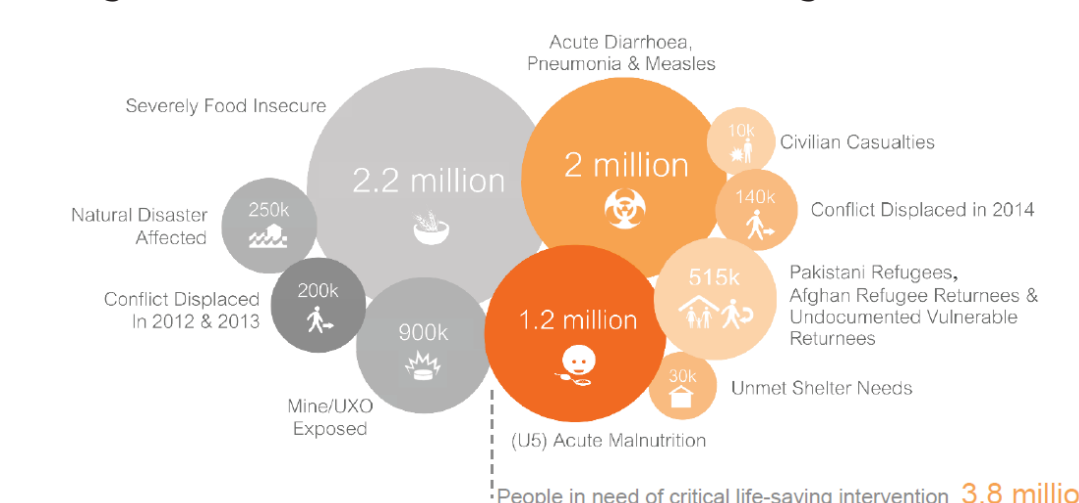 Acute Diarrhoea,
Pneumonia & Measles
Severely Food Insecure
10k
Civilian Casualties
2.2 million
2 million
140k
Conflict Displaced in 2014
250k
Natural Disaster
Affected
515k
Pakistani Refugees,
Afghan Refugee Returnees &
Undocumented Vulnerable
Returnees
200k
Conflict Displaced
In 2012 & 2013
900k
1.2 million
30k
Unmet Shelter Needs
Mine/UXO
Exposed
(U5) Acute Malnutrition
People in need of critical life-saving intervention 3.8 millio